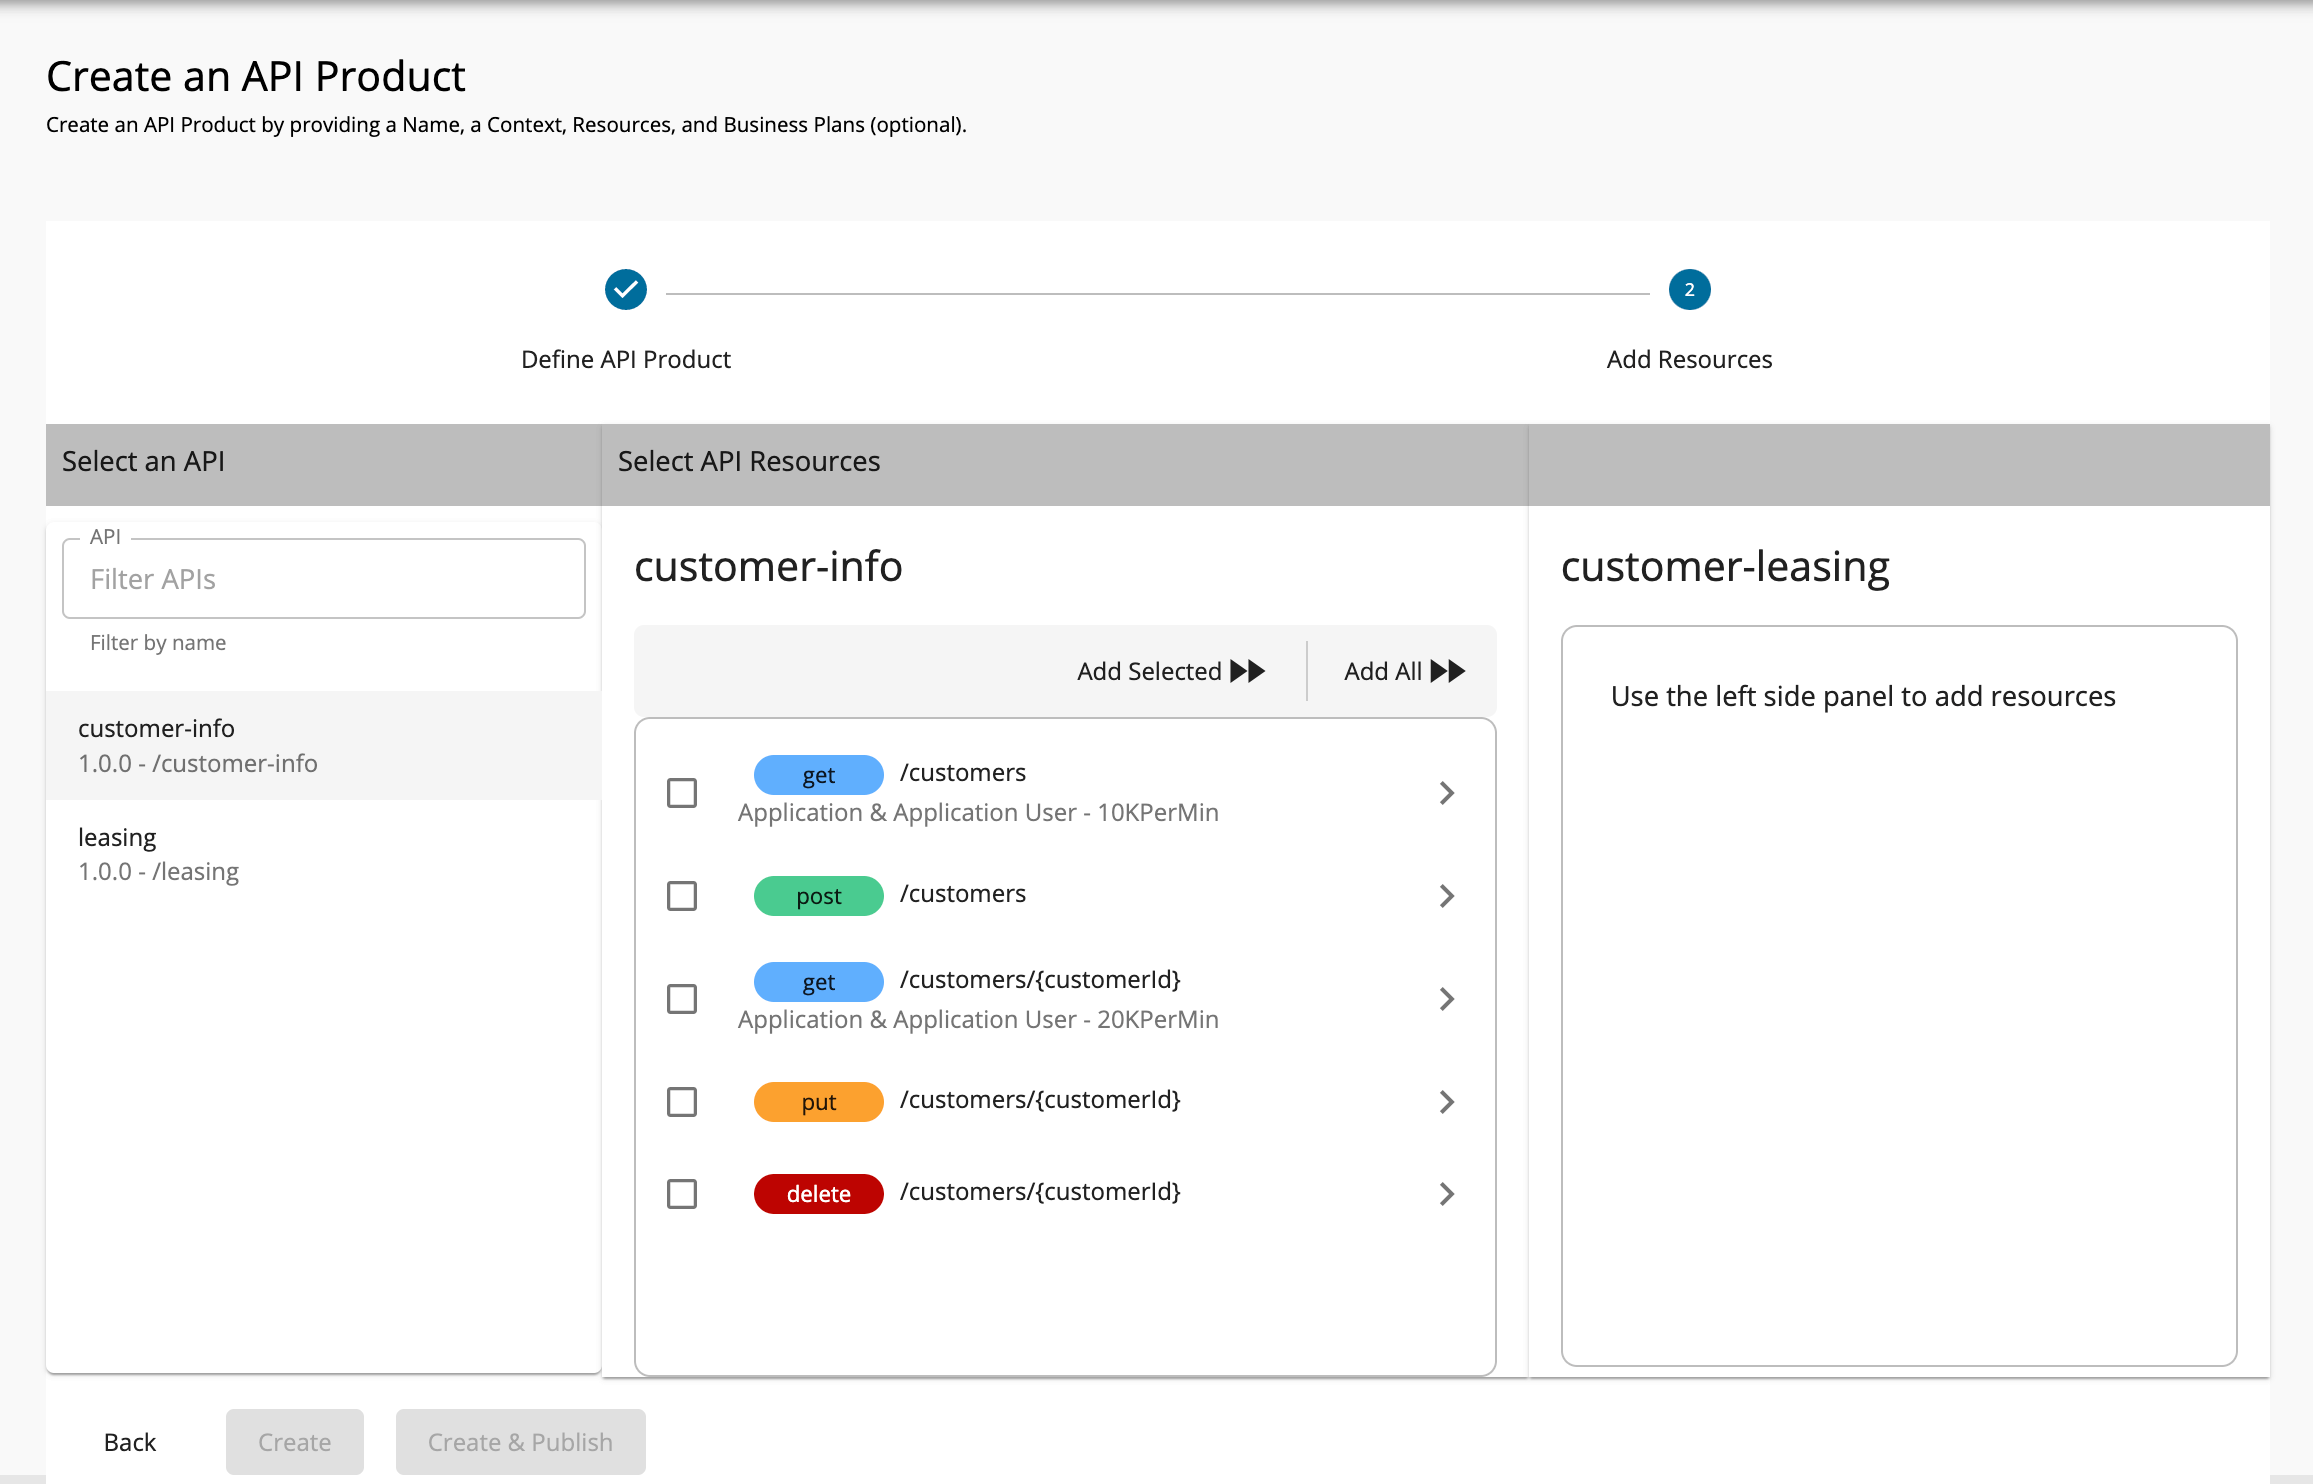 Create an API Product
Create an API Product by providing a Name, a Context, Resources, and Business Plans (optional).
2
Define API Product
Add Resources
Select an API
Select API Resources
API
Filter APIs
Filter by name
customer-info
1.0.0 - /customer-info
leasing
1.0.0 - /leasing
customer-info
Add Selected
Add All
get /customers
Application & Application User - 10KPerMin
post /customers
get /customers/{customerId}
Application & Application User - 20KPerMin
put /customers/{customerId}
delete /customers/{customerId}
customer-leasing
Use the left side panel to add resources
Back
Create
Create & Publish